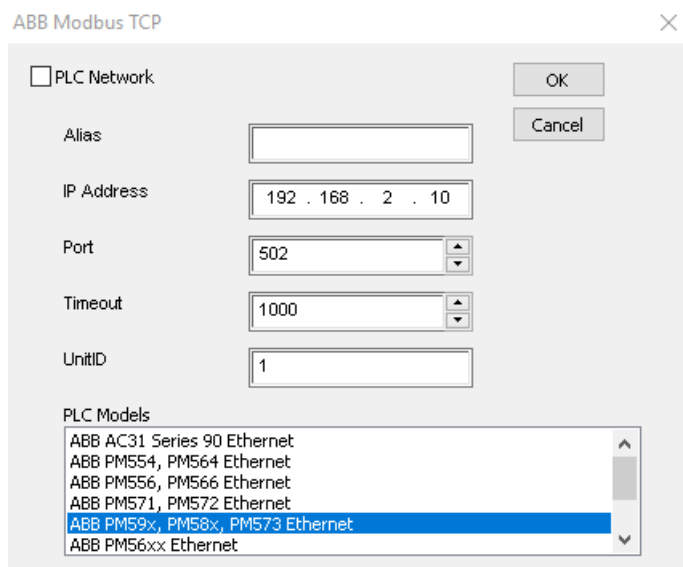 ABB Modbus TCP
PLC Network
OK
Cancel
Alias
IP Address
192 . 168 . 2 . 10
Port
502
Timeout
1000
UnitID
1
PLC Models
ABB AC31 Series 90 Ethernet
ABB PM554, PM564 Ethernet
ABB PM556, PM566 Ethernet
ABB PM571, PM572 Ethernet
ABB PM59x, PM58x, PM573 Ethernet
ABB PM56xx Ethernet